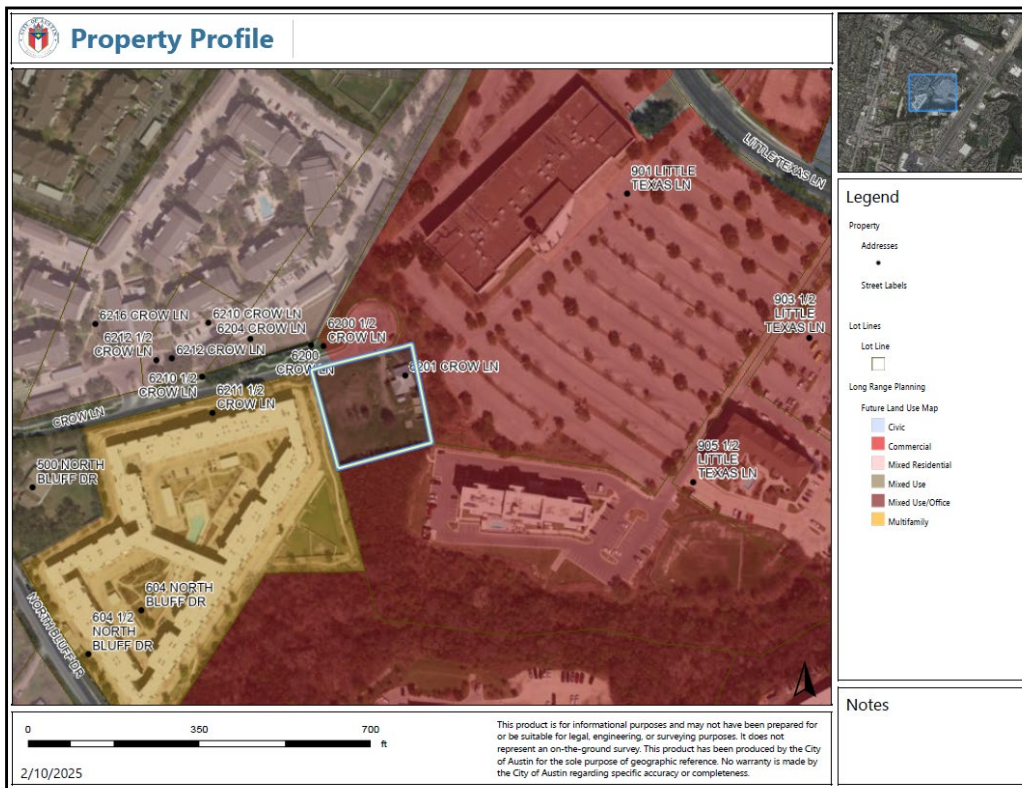 CITY OF AUSTIN
Property Profile
LITTLE TEXAS LN
901 LITTLE
TEXAS LN
903 1/2
LITTLE
TEXAS LN
6216 CROW LN
6210 CROW LN
6204 CROW LN
6200 1/2
CROW LN
6212 1/2
CROW LN
6212 CROW LN
6200
CROW LN
6201 CROW LN
6210 1/2
CROW LN
6211 1/2
CROW LN
CROW LN
905 1/2
LITTLE
TEXAS LN
500 NORTH
BLUFF DR
604 NORTH
BLUFF DR
604 1/2
NORTH
BLUFF DR
NORTH BLUFF DR
Legend
Property
Addresses
Street Labels
Lot Lines
Lot Line
Long Range Planning
Future Land Use Map
Civic
Commercial
Mixed Residential
Mixed Use
Mixed Use/Office
Multifamily
Notes
0 350 700
ft
2/10/2025
This product is for informational purposes and may not have been prepared for
or be suitable for legal, engineering, or surveying purposes. It does not
represent an on-the-ground survey. This product has been produced by the City
of Austin for the sole purpose of geographic reference. No warranty is made by
the City of Austin regarding specific accuracy or completeness.